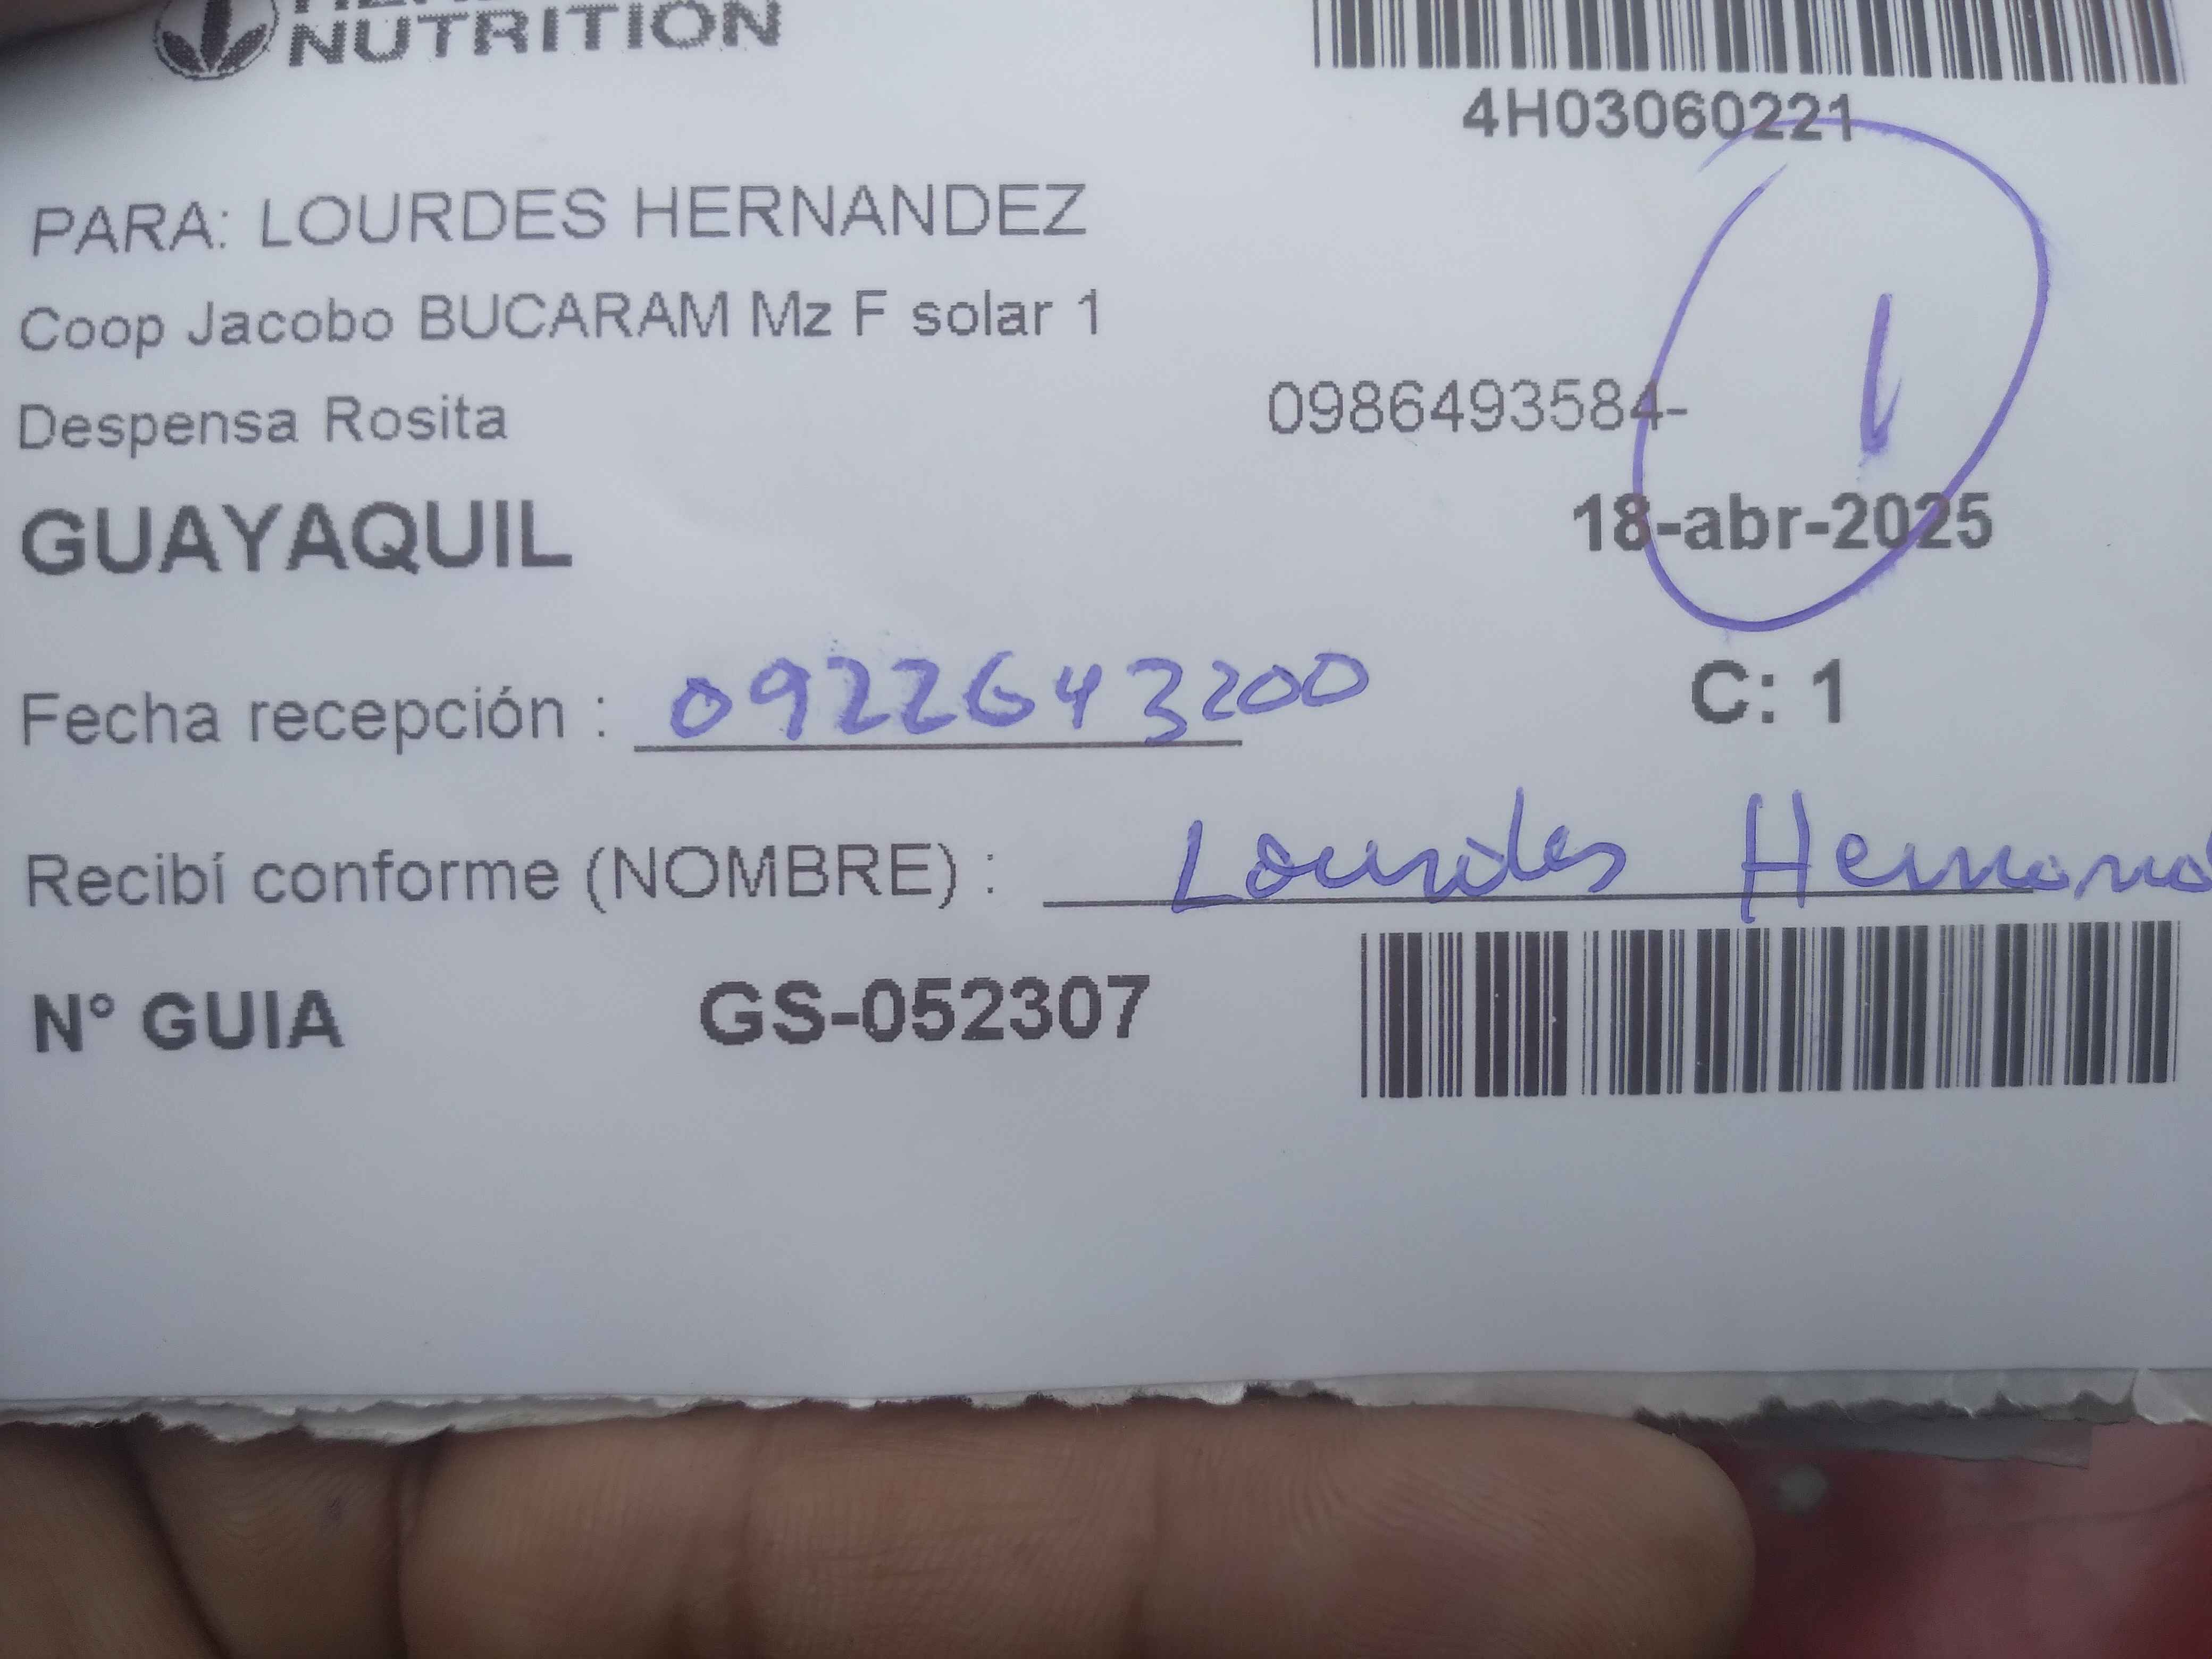 NUTRITION
4H03060221
PARA: LOURDES HERNANDEZ
Coop Jacobo BUCARAM Mz F solar 1
Despensa Rosita 0986493584-
1
GUAYAQUIL 18-abr-2025
Fecha recepción : 0922643200 C: 1
Recibí conforme (NOMBRE) : Lourdes
N° GUIA GS-052307